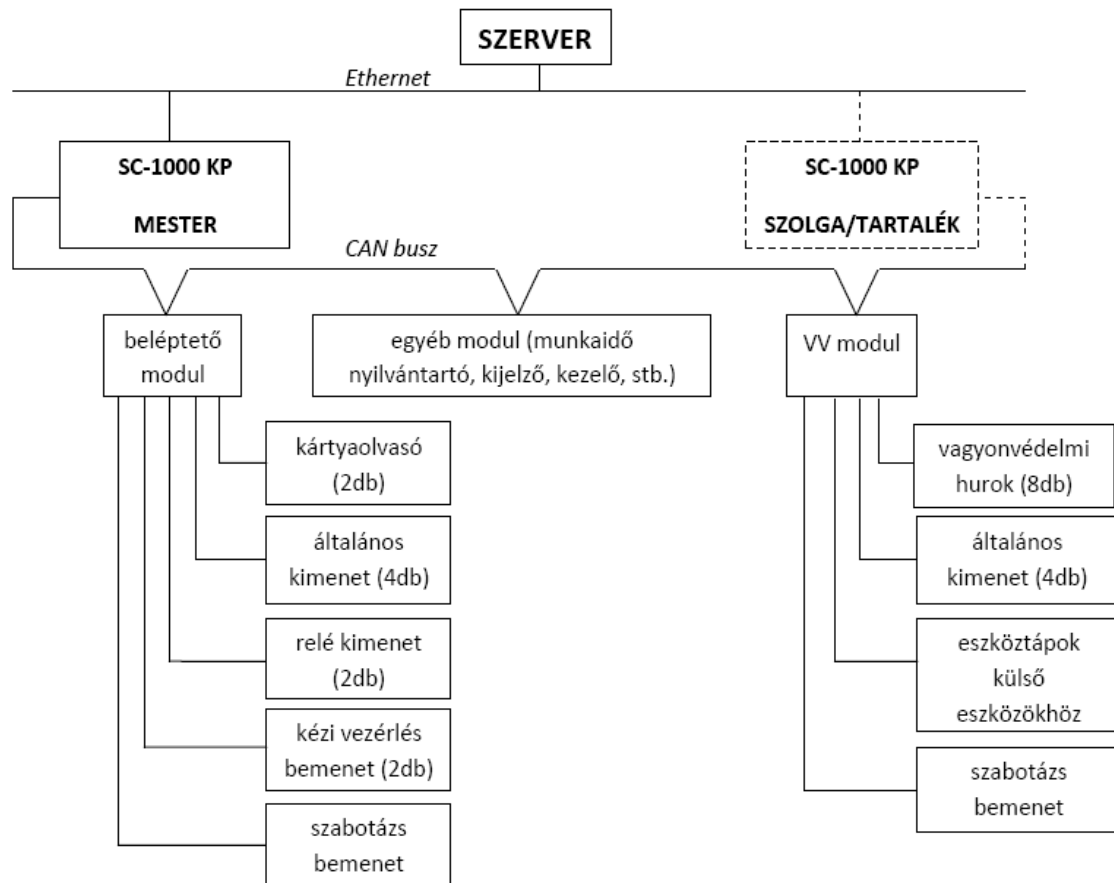 SZERVER
Ethernet
SC-1000 KP
MESTER
SC-1000 KP
SZOLGA/TARTALÉK
CAN busz
beléptető
modul
egyéb modul (munkaidő
nyilvántartó, kijelző, kezelő, stb.)
VV modul
kártyaolvasó
(2db)
általános
kimenet (4db)
relé kimenet
(2db)
kézi vezérlés
bemenet (2db)
szabotázs
bemenet
vagyonvédelmi
hurok (8db)
általános
kimenet (4db)
eszköztápok
külső
eszközökhöz
szabotázs
bemenet